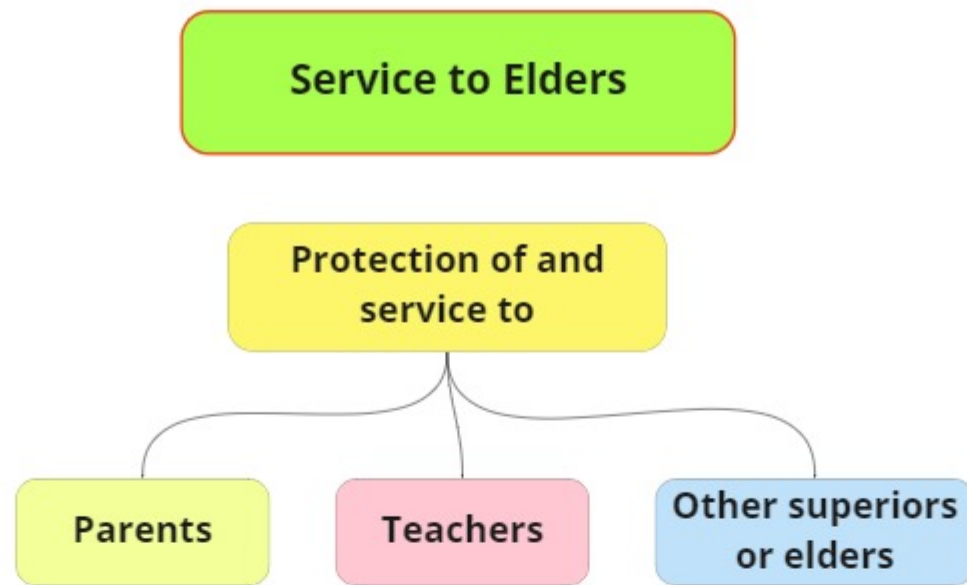 Service to Elders
Protection of and
service to
Parents
Teachers
Other superiors
or elders